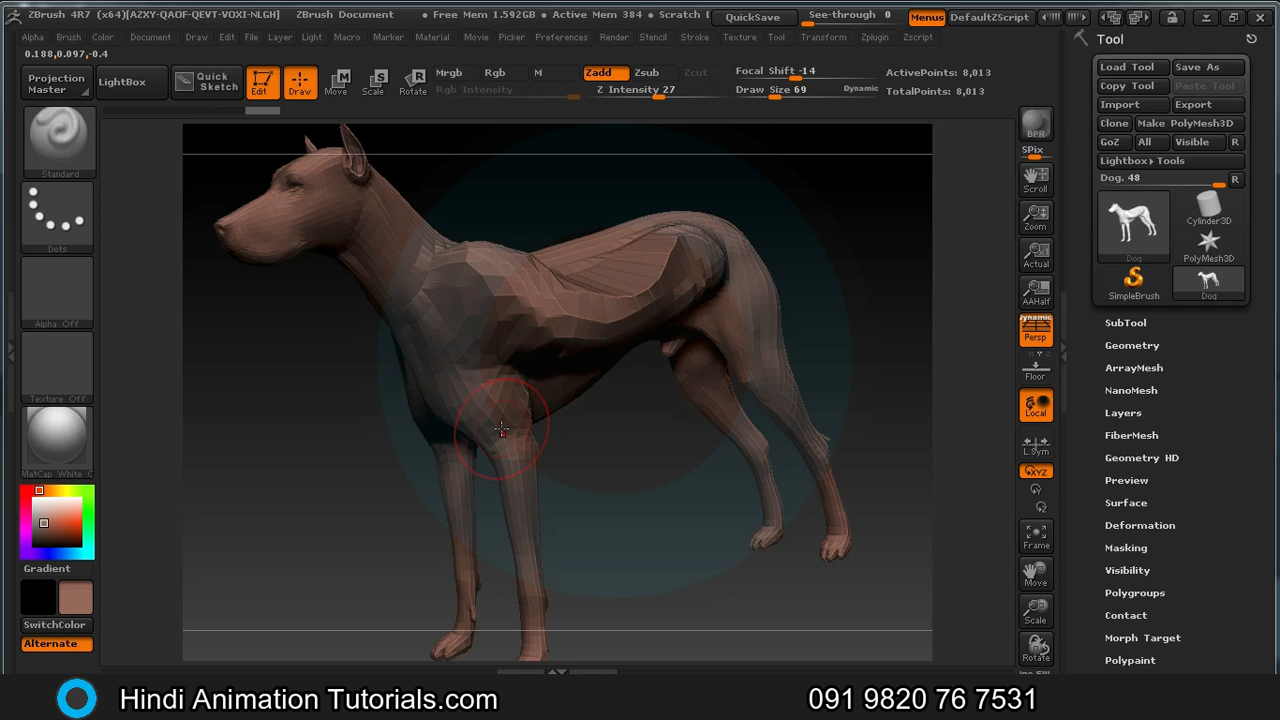 ZBrush 4R7 (x64)[AZXY-QAOF-QEVT-VOXI-NLGH] ZBrush Document • Free Mem 1.592GB • Active Mem 384 • Scratch D QuickSave See-through 0 Menus DefaultZScript
Alpha Brush Color Document Draw Edit File Layer Light Macro Marker Material Movie Picker Preferences Render Stencil Stroke Texture Tool Transform Zplugin Zscript
0.188,0.097,-0.4
Projection Master
LightBox
Quick Sketch
Edit
Draw
Move
Scale
Rotate
Mrgb Rgb M
Rgb Intensity
Zadd Zsub Zcut
Z Intensity 27
Focal Shift -14
Draw Size 69 Dynamic
ActivePoints: 8,013
TotalPoints: 8,013
Standard
Dots
Alpha Off
Texture Off
MatCap White C
Gradient
SwitchColor
Alternate
BPR
SPix
Scroll
Zoom
Actual
AAHalf
Dynamic
Persp
Floor
Local
L.Sym
XYZ
Frame
Move
Scale
Rotate
Tool
Load Tool Save As
Copy Tool Paste Tool
Import Export
Clone Make PolyMesh3D
GoZ All Visible R
Lightbox▸Tools
Dog. 48 R
Dog
Cylinder3D
PolyMesh3D
SimpleBrush
Dog
SubTool
Geometry
ArrayMesh
NanoMesh
Layers
FiberMesh
Geometry HD
Preview
Surface
Deformation
Masking
Visibility
Polygroups
Contact
Morph Target
Polypaint
Hindi Animation Tutorials.com 091 9820 76 7531